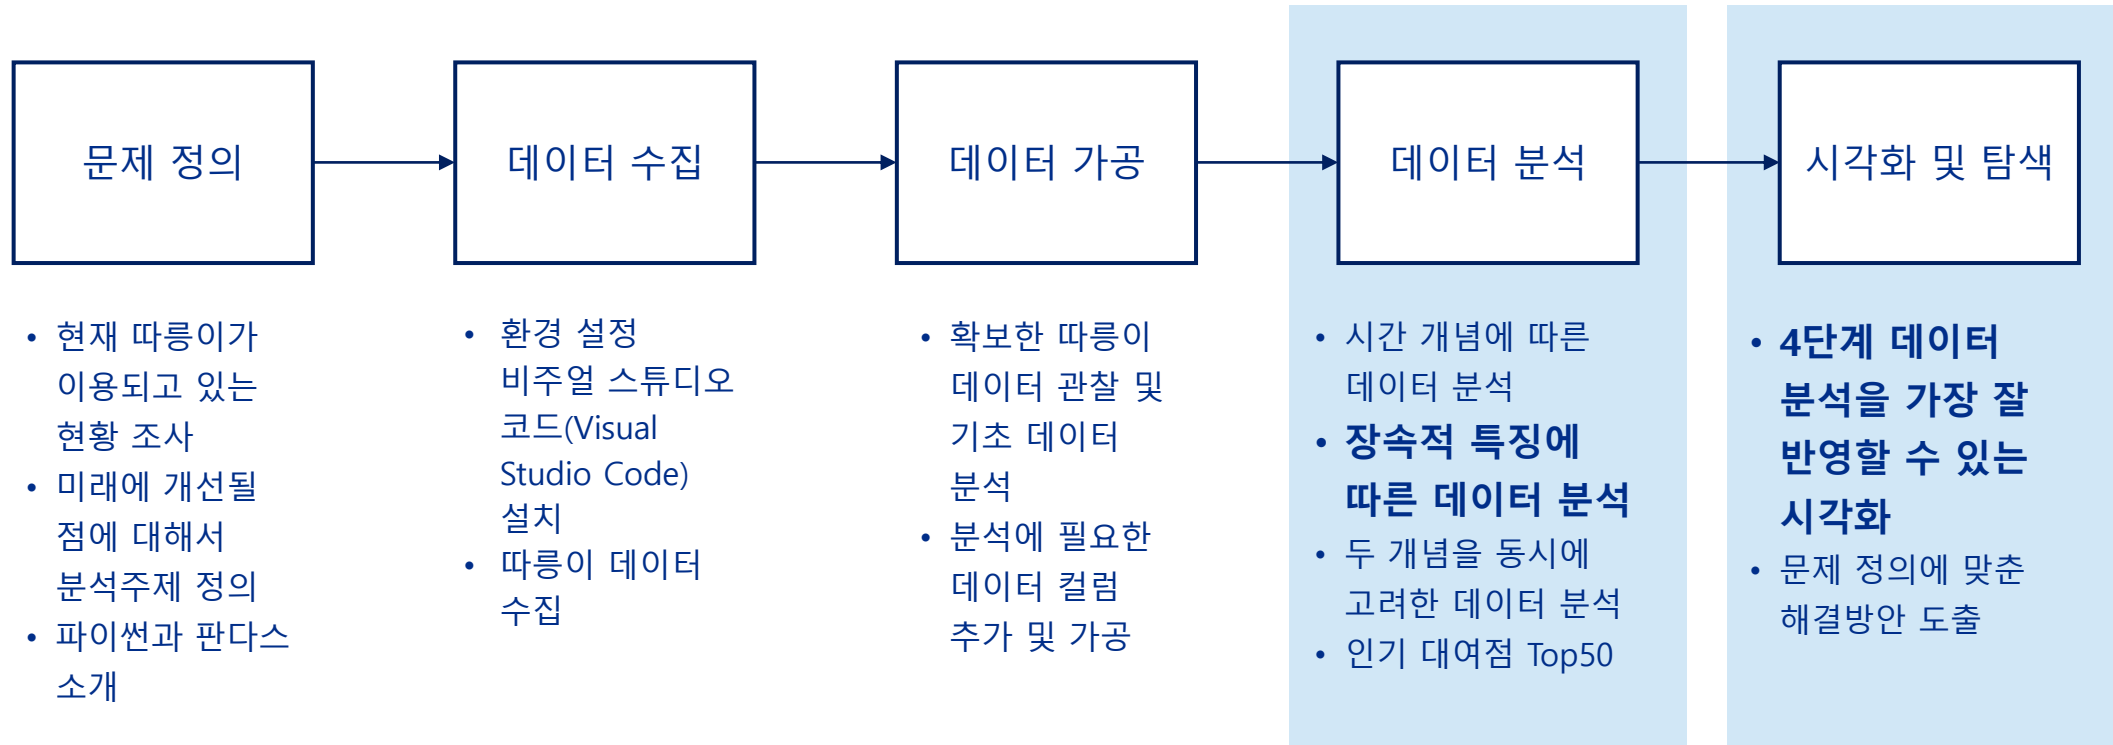 문제 정의
데이터 수집
데이터 가공
데이터 분석
시각화 및 탐색
• 현재 따릉이가
이용되고 있는
현황 조사
• 미래에 개선될
점에 대해서
분석주제 정의
• 파이썬과 판다스
소개
• 환경 설정
비주얼 스튜디오
코드(Visual
Studio Code)
설치
• 따릉이 데이터
수집
• 확보한 따릉이
데이터 관찰 및
기초 데이터
분석
• 분석에 필요한
데이터 컬럼
추가 및 가공
• 시간 개념에 따른
데이터 분석
• 장속적 특징에
따른 데이터 분석
• 두 개념을 동시에
고려한 데이터 분석
• 인기 대여점 Top50
• 4단계 데이터
분석을 가장 잘
반영할 수 있는
시각화
• 문제 정의에 맞춘
해결방안 도출